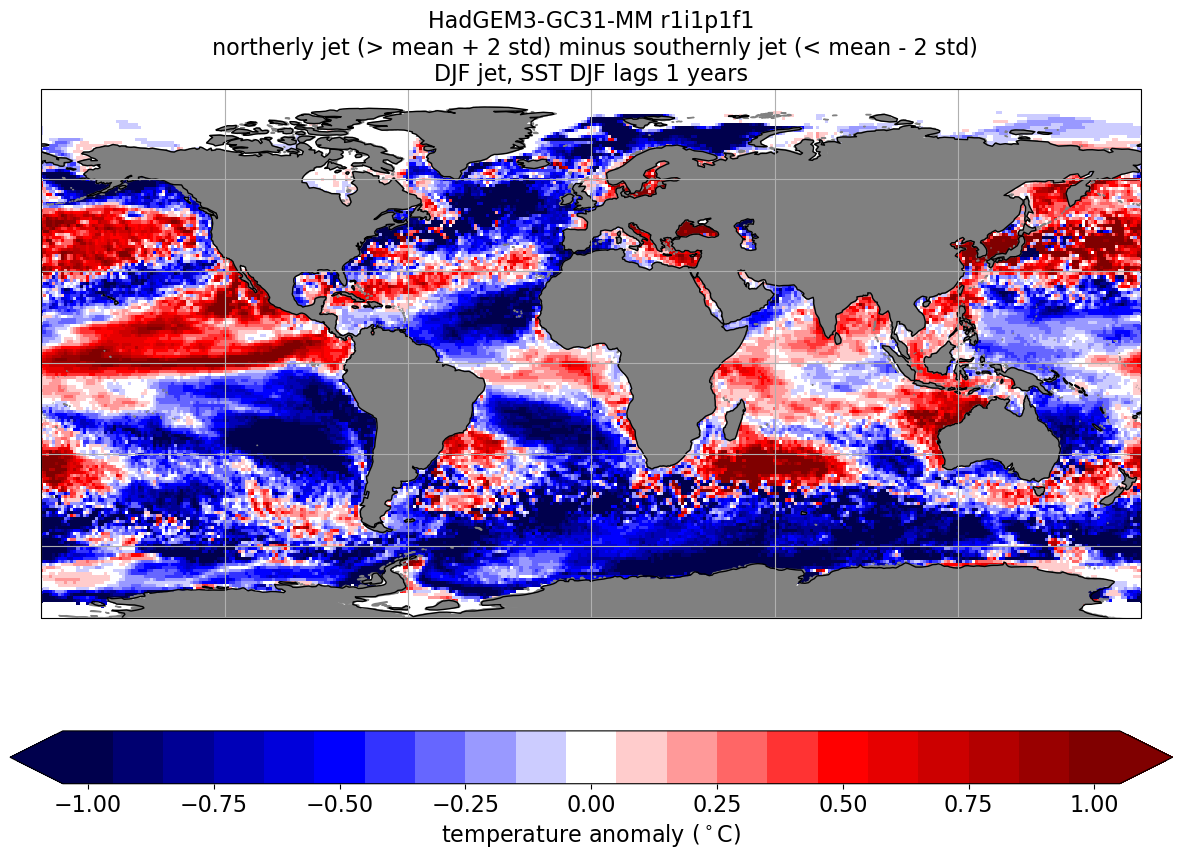 HadGEM3-GC31-MM r1i1p1f1
northerly jet (> mean + 2 std) minus southernly jet (< mean - 2 std)
DJF jet, SST DJF lags 1 years
−1.00 −0.75 −0.50 −0.25 0.00 0.25 0.50 0.75 1.00
temperature anomaly (°C)